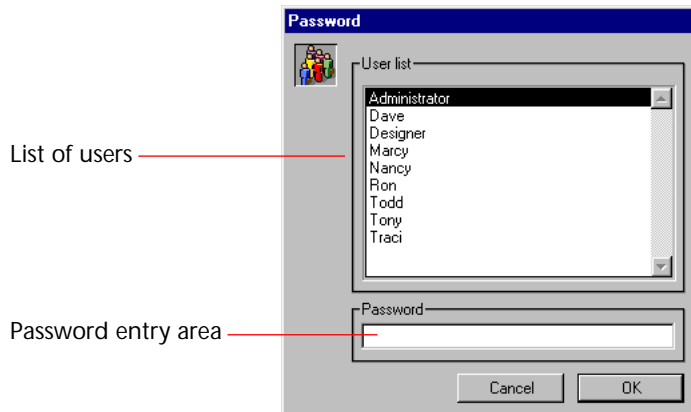 Password
User list
Administrator
Dave
Designer
Marcy
Nancy
Ron
Todd
Tony
Traci
List of users
Password
Password entry area
Cancel
OK